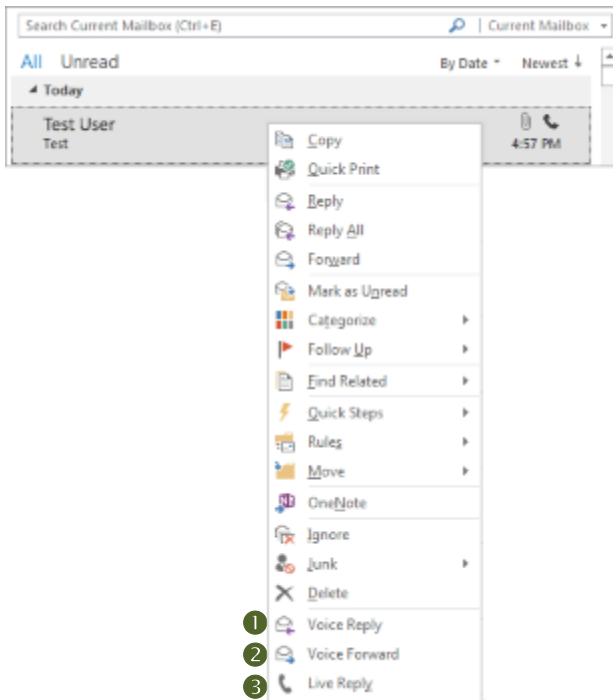 Search Current Mailbox (Ctrl+E) | Current Mailbox
All Unread By Date Newest ↓
Today
Test User
Test 4:57 PM
Copy
Quick Print
Reply
Reply All
Forward
Mark as Unread
Categorize
Follow Up
Find Related
Quick Steps
Rules
Move
OneNote
Ignore
Junk
Delete
1 Voice Reply
2 Voice Forward
3 Live Reply